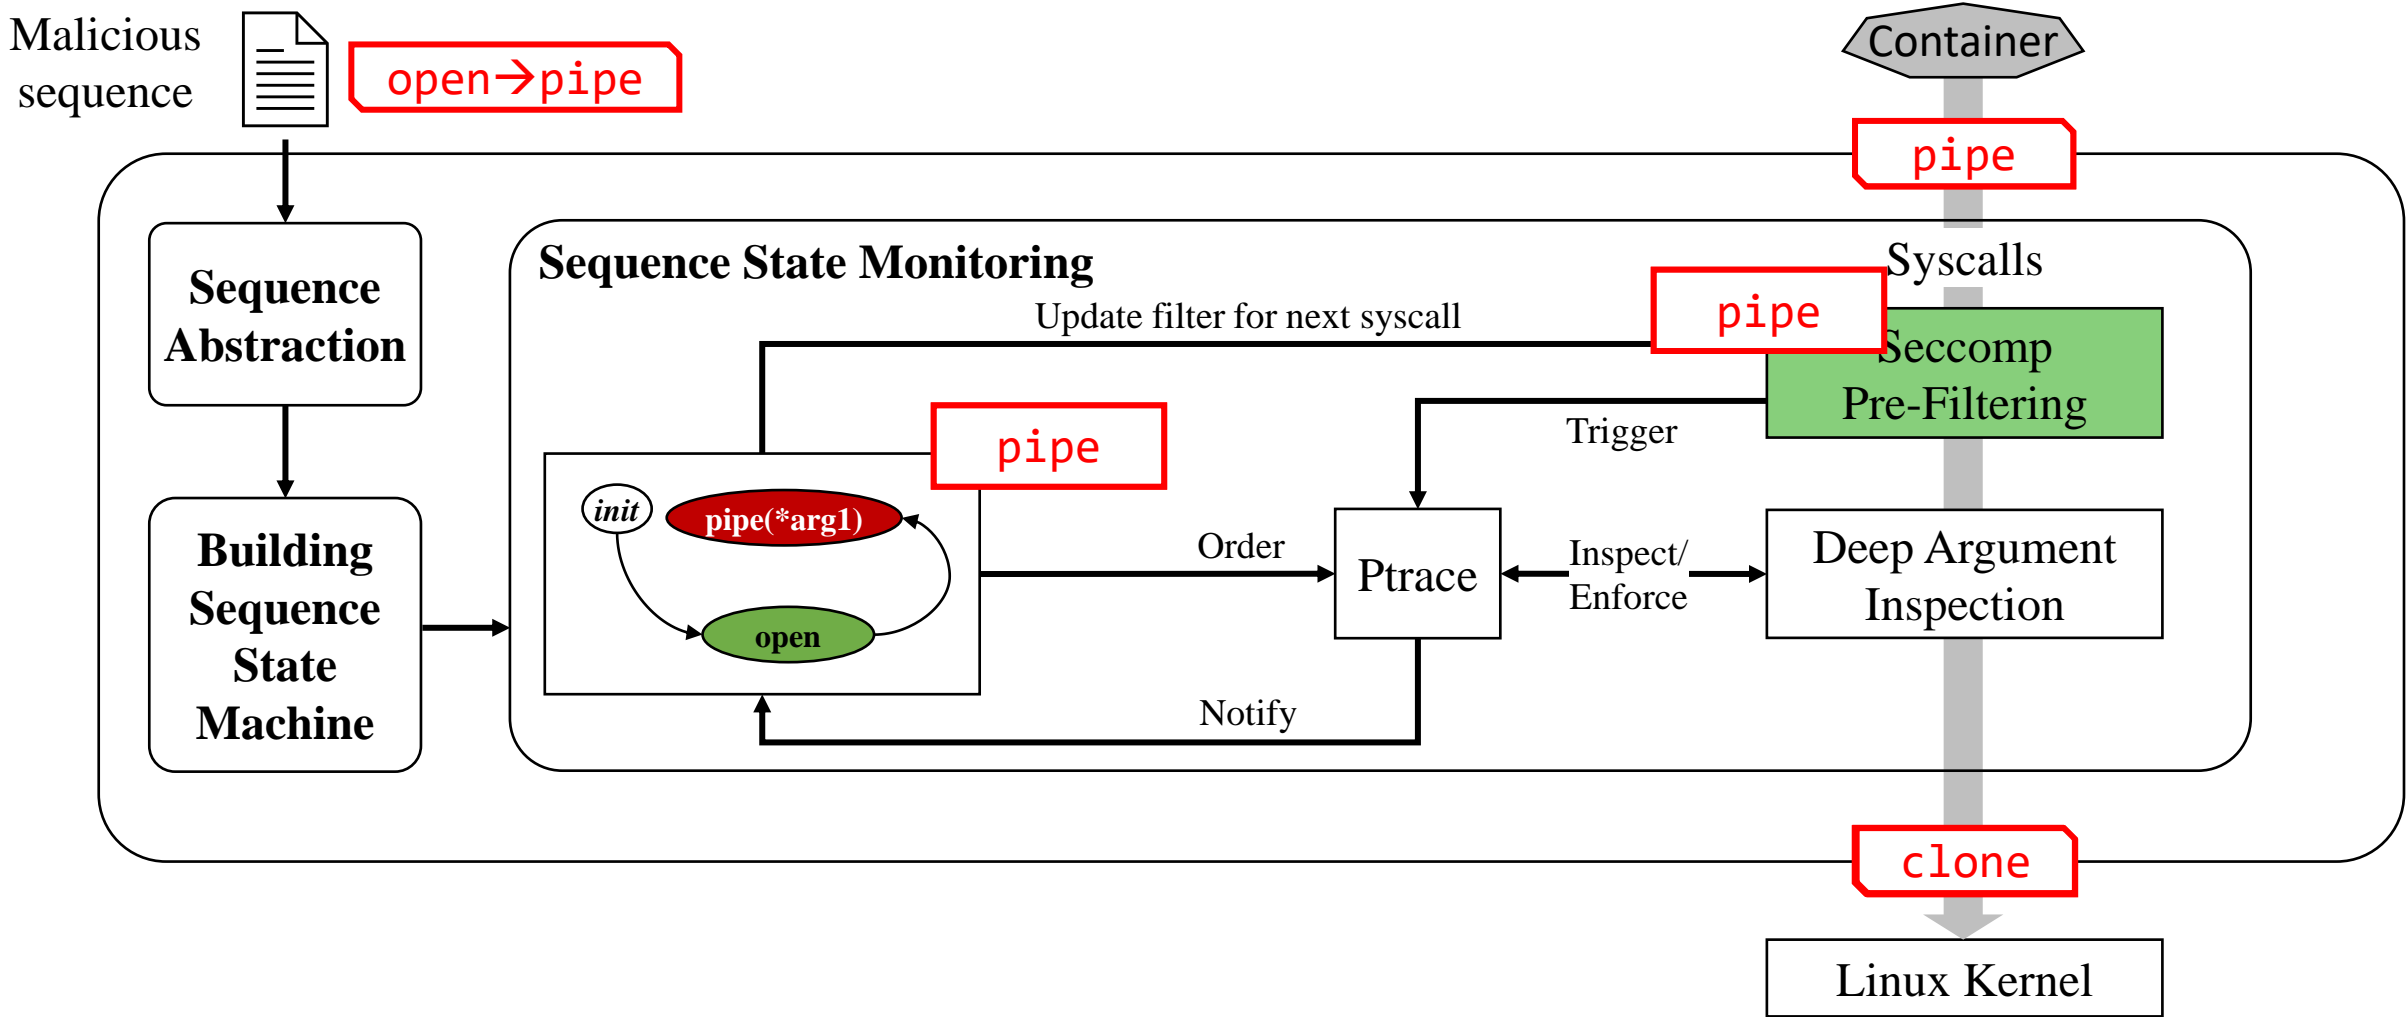 Malicious
sequence
open→pipe
Container
pipe
Sequence
Abstraction
Building
Sequence
State
Machine
Sequence State Monitoring
Syscalls
Update filter for next syscall
pipe
Seccomp
Pre-Filtering
Trigger
pipe
init
pipe(*arg1)
open
Order
Ptrace
Inspect/
Enforce
Deep Argument
Inspection
Notify
clone
Linux Kernel